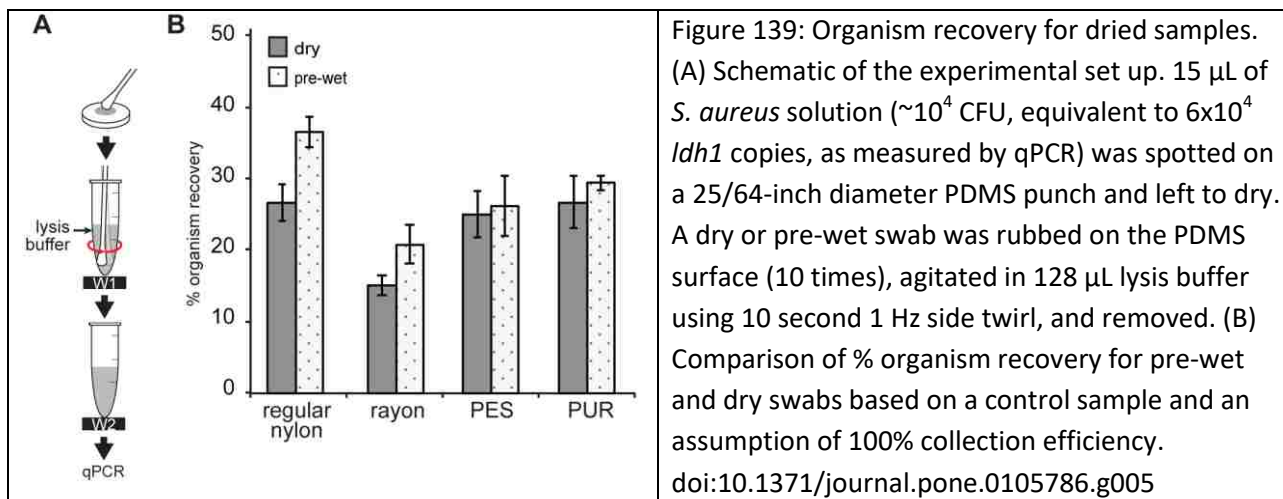 A
B
lysis
buffer
W1
W2
qPCR
50
40
30
20
10
0
% organism recovery
dry
pre-wet
regular
nylon
rayon
PES
PUR
Figure 139: Organism recovery for dried samples.
(A) Schematic of the experimental set up. 15 µL of
S. aureus solution (~10⁴ CFU, equivalent to 6x10⁴
ldh1 copies, as measured by qPCR) was spotted on
a 25/64-inch diameter PDMS punch and left to dry.
A dry or pre-wet swab was rubbed on the PDMS
surface (10 times), agitated in 128 µL lysis buffer
using 10 second 1 Hz side twirl, and removed. (B)
Comparison of % organism recovery for pre-wet
and dry swabs based on a control sample and an
assumption of 100% collection efficiency.
doi:10.1371/journal.pone.0105786.g005